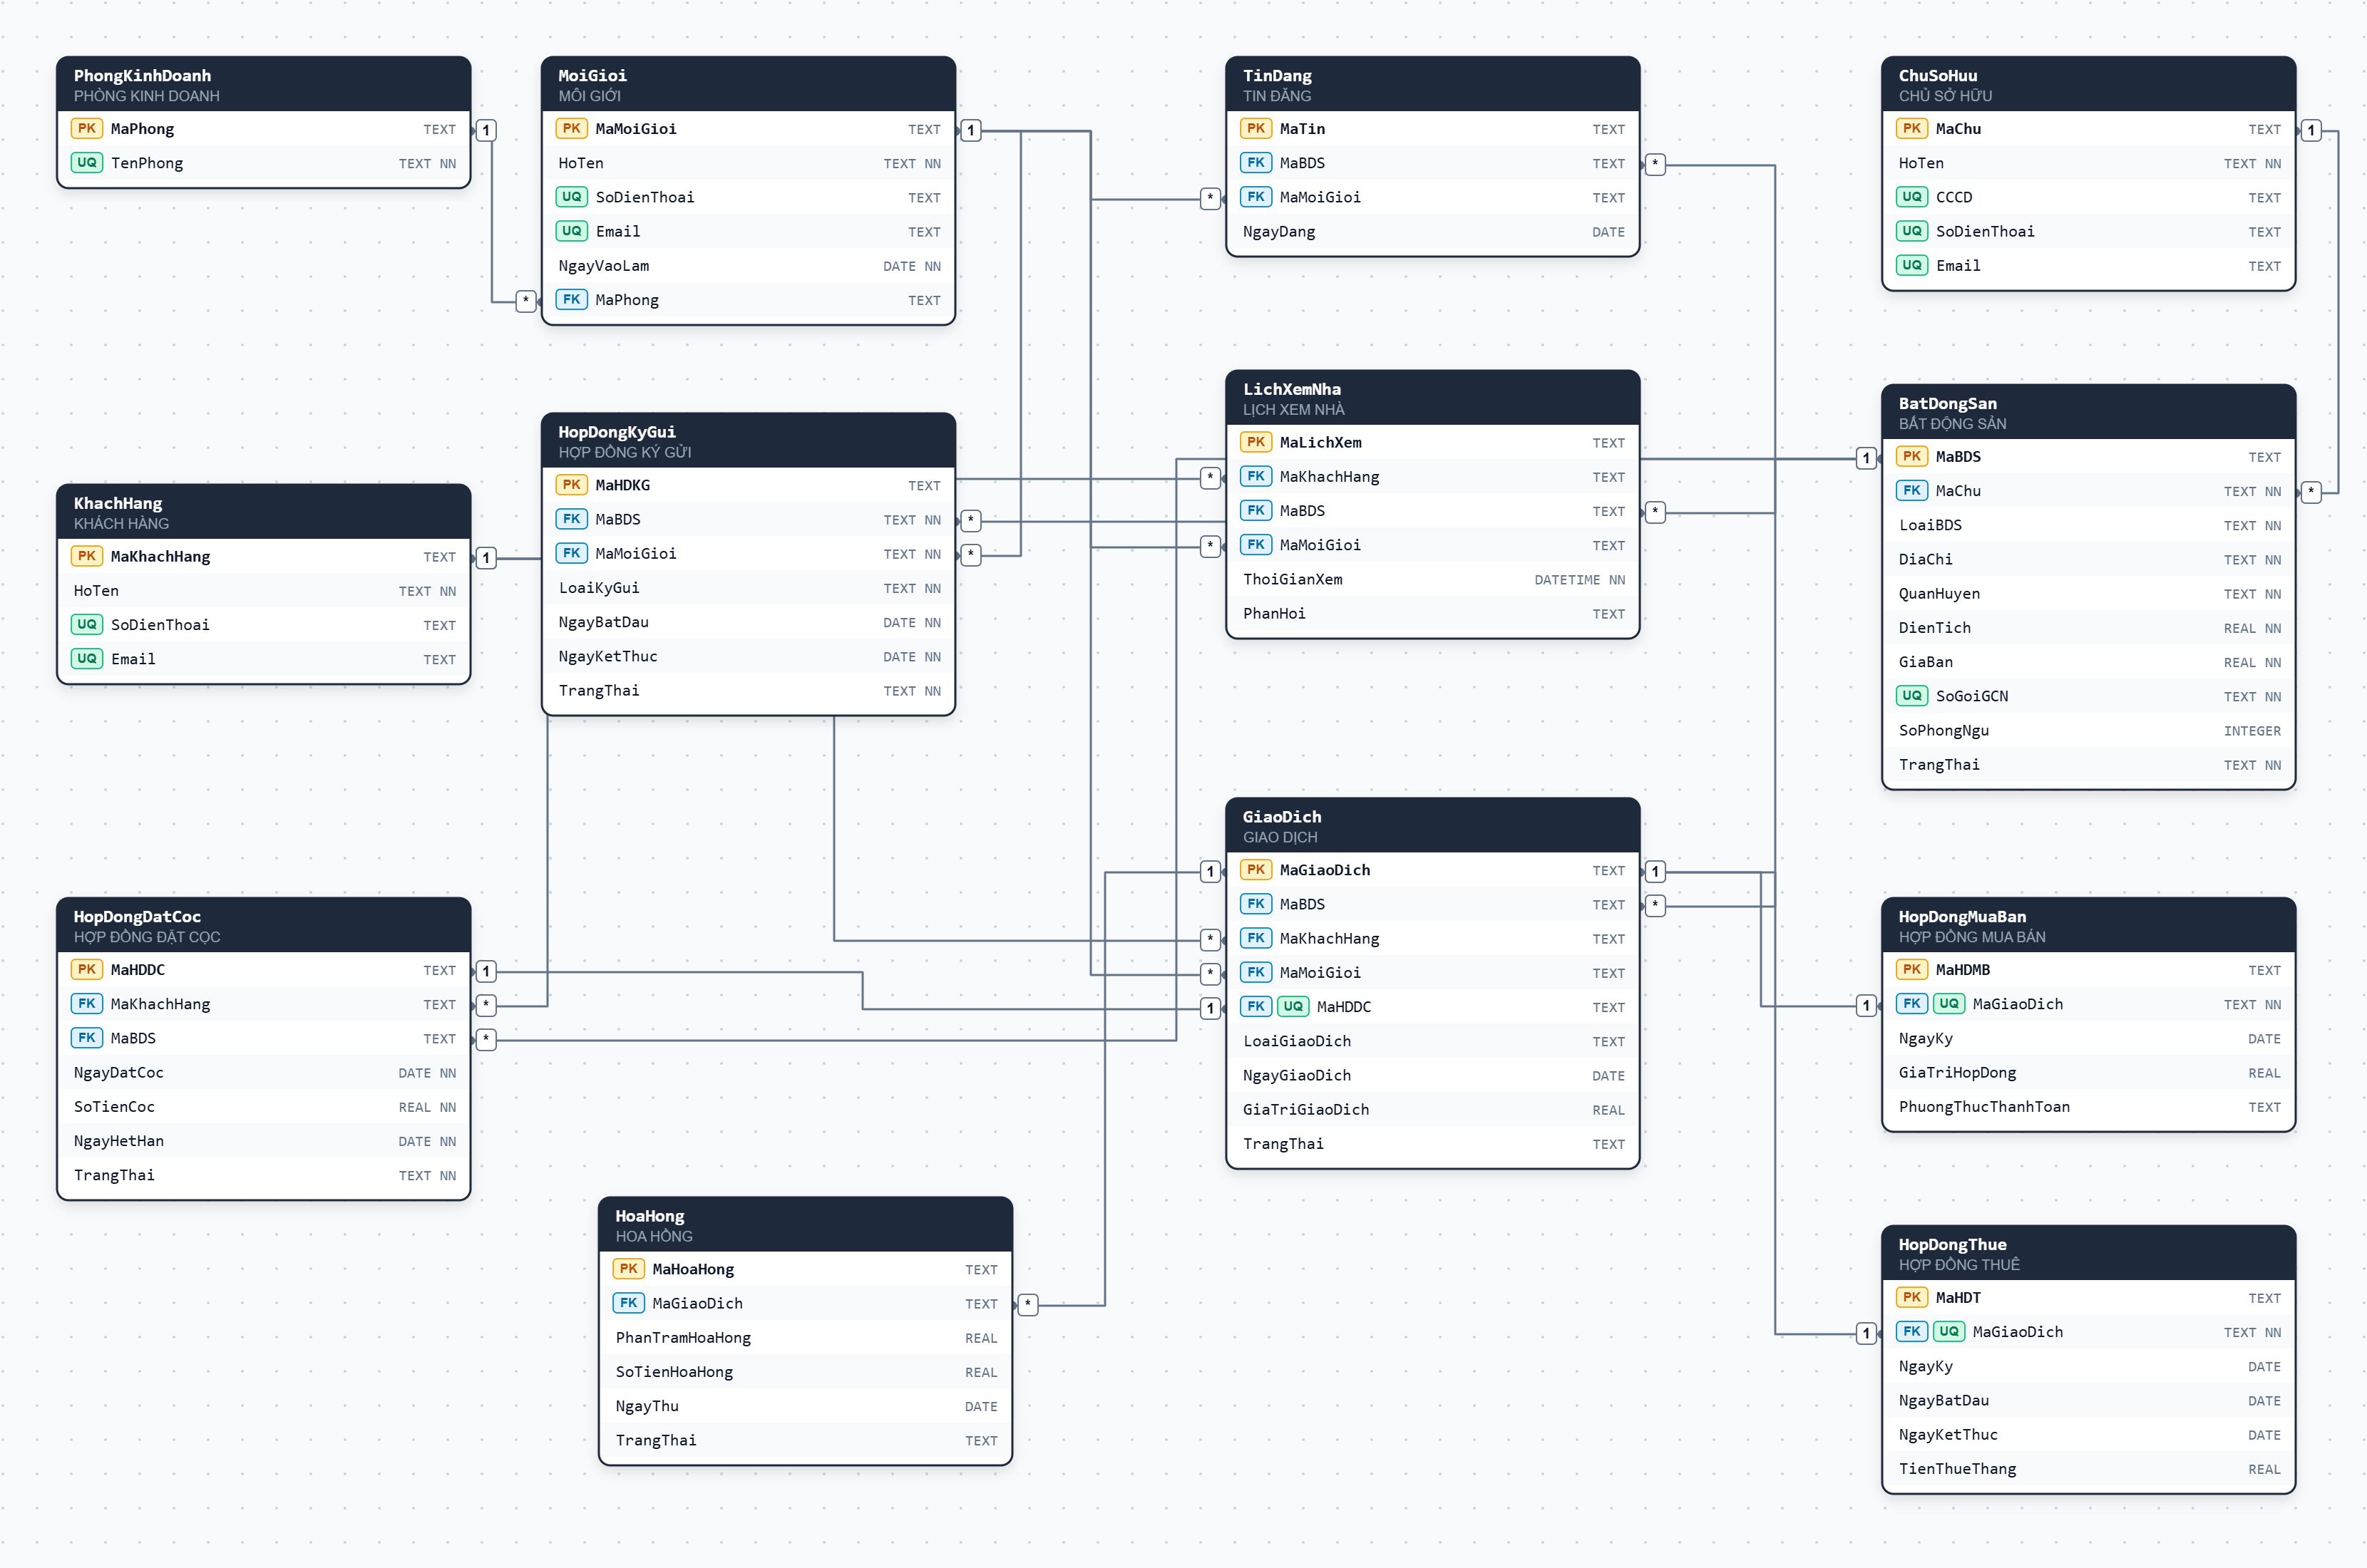 PhongKinhDoanh
PHÒNG KINH DOANH
PK MaPhong TEXT 1
UQ TenPhong TEXT NN
MoiGioi
MÔI GIỚI
PK MaMoiGioi TEXT 1
HoTen TEXT NN
UQ SoDienThoai TEXT
UQ Email TEXT
NgayVaoLam DATE NN
* FK MaPhong TEXT
TinDang
TIN ĐĂNG
PK MaTin TEXT
FK MaBDS TEXT *
* FK MaMoiGioi TEXT
NgayDang DATE
ChuSoHuu
CHỦ SỞ HỮU
PK MaChu TEXT 1
HoTen TEXT NN
UQ CCCD TEXT
UQ SoDienThoai TEXT
UQ Email TEXT
KhachHang
KHÁCH HÀNG
PK MaKhachHang TEXT 1
HoTen TEXT NN
UQ SoDienThoai TEXT
UQ Email TEXT
HopDongKyGui
HỢP ĐỒNG KÝ GỬI
PK MaHDKG TEXT
FK MaBDS TEXT NN *
FK MaMoiGioi TEXT NN *
LoaiKyGui TEXT NN
NgayBatDau DATE NN
NgayKetThuc DATE NN
TrangThai TEXT NN
LichXemNha
LỊCH XEM NHÀ
PK MaLichXem TEXT
* FK MaKhachHang TEXT
FK MaBDS TEXT *
* FK MaMoiGioi TEXT
ThoiGianXem DATETIME NN
PhanHoi TEXT
BatDongSan
BẤT ĐỘNG SẢN
1 PK MaBDS TEXT
FK MaChu TEXT NN *
LoaiBDS TEXT NN
DiaChi TEXT NN
QuanHuyen TEXT NN
DienTich REAL NN
GiaBan REAL NN
UQ SoGoiGCN TEXT NN
SoPhongNgu INTEGER
TrangThai TEXT NN
HopDongDatCoc
HỢP ĐỒNG ĐẶT CỌC
PK MaHDDC TEXT 1
FK MaKhachHang TEXT *
FK MaBDS TEXT *
NgayDatCoc DATE NN
SoTienCoc REAL NN
NgayHetHan DATE NN
TrangThai TEXT NN
GiaoDich
GIAO DỊCH
1 PK MaGiaoDich TEXT 1
FK MaBDS TEXT *
* FK MaKhachHang TEXT
* FK MaMoiGioi TEXT
1 FK UQ MaHDDC TEXT
LoaiGiaoDich TEXT
NgayGiaoDich DATE
GiaTriGiaoDich REAL
TrangThai TEXT
HopDongMuaBan
HỢP ĐỒNG MUA BÁN
PK MaHDMB TEXT
1 FK UQ MaGiaoDich TEXT NN
NgayKy DATE
GiaTriHopDong REAL
PhuongThucThanhToan TEXT
HoaHong
HOA HỒNG
PK MaHoaHong TEXT
FK MaGiaoDich TEXT *
PhanTramHoaHong REAL
SoTienHoaHong REAL
NgayThu DATE
TrangThai TEXT
HopDongThue
HỢP ĐỒNG THUÊ
PK MaHDT TEXT
1 FK UQ MaGiaoDich TEXT NN
NgayKy DATE
NgayBatDau DATE
NgayKetThuc DATE
TienThueThang REAL